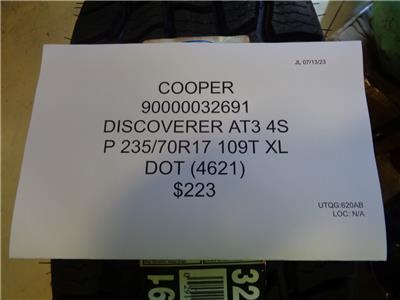 JL 07/13/23
COOPER
90000032691
DISCOVERER AT3 4S
P 235/70R17 109T XL
DOT (4621)
$223
UTQG:620AB
LOC: N/A
32